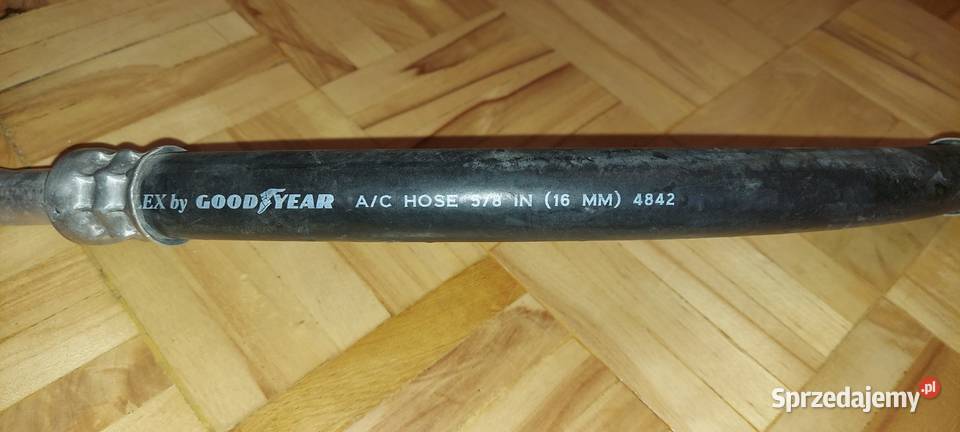 EX by GOODYEAR A/C HOSE 5/8 IN (16 MM) 4842
Sprzedajemy.pl